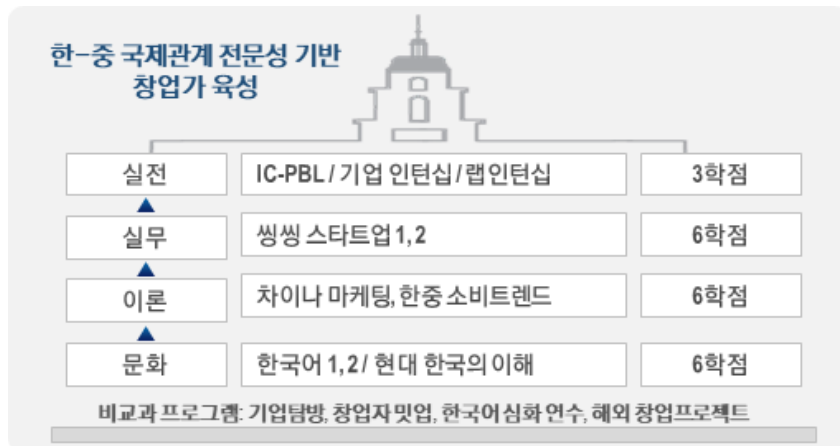 한-중 국제관계 전문성 기반
창업가 육성
실전 IC-PBL / 기업 인턴십 / 랩인턴십 3학점
실무 씽씽 스타트업 1, 2 6학점
이론 차이나 마케팅, 한중 소비트렌드 6학점
문화 한국어 1, 2 / 현대 한국의 이해 6학점
비교과 프로그램: 기업탐방, 창업자 밋업, 한국어 심화 연수, 해외 창업프로젝트